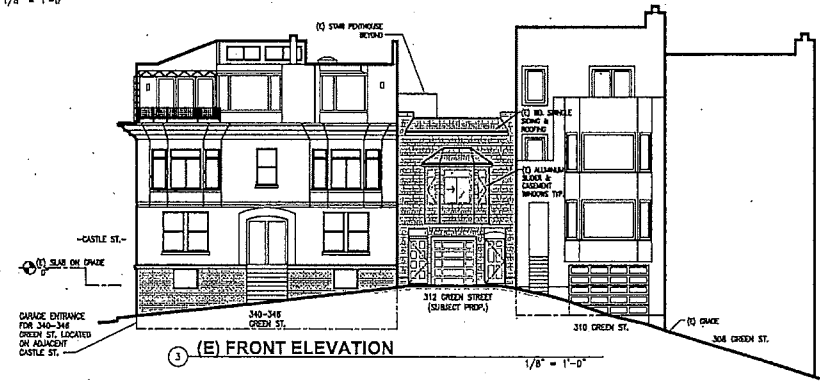 1/8" = 1'-0"
(E) STAIR PENTHOUSE
BEYOND
(E) WD. SHINGLE
SIDING &
ROOFING
(E) ALUMINUM
SLIDER &
CASEMENT
WINDOWS TYP.
-CASTLE ST.-
(E) SLAB ON GRADE
0'
GARAGE ENTRANCE
FOR 340-346
GREEN ST. LOCATED
ON ADJACENT
CASTLE ST.
340-346
GREEN ST.
312 GREEN STREET
(SUBJECT PROP.)
310 GREEN ST.
(E) GRADE
308 GREEN ST.
3 (E) FRONT ELEVATION
1/8" = 1'-0"